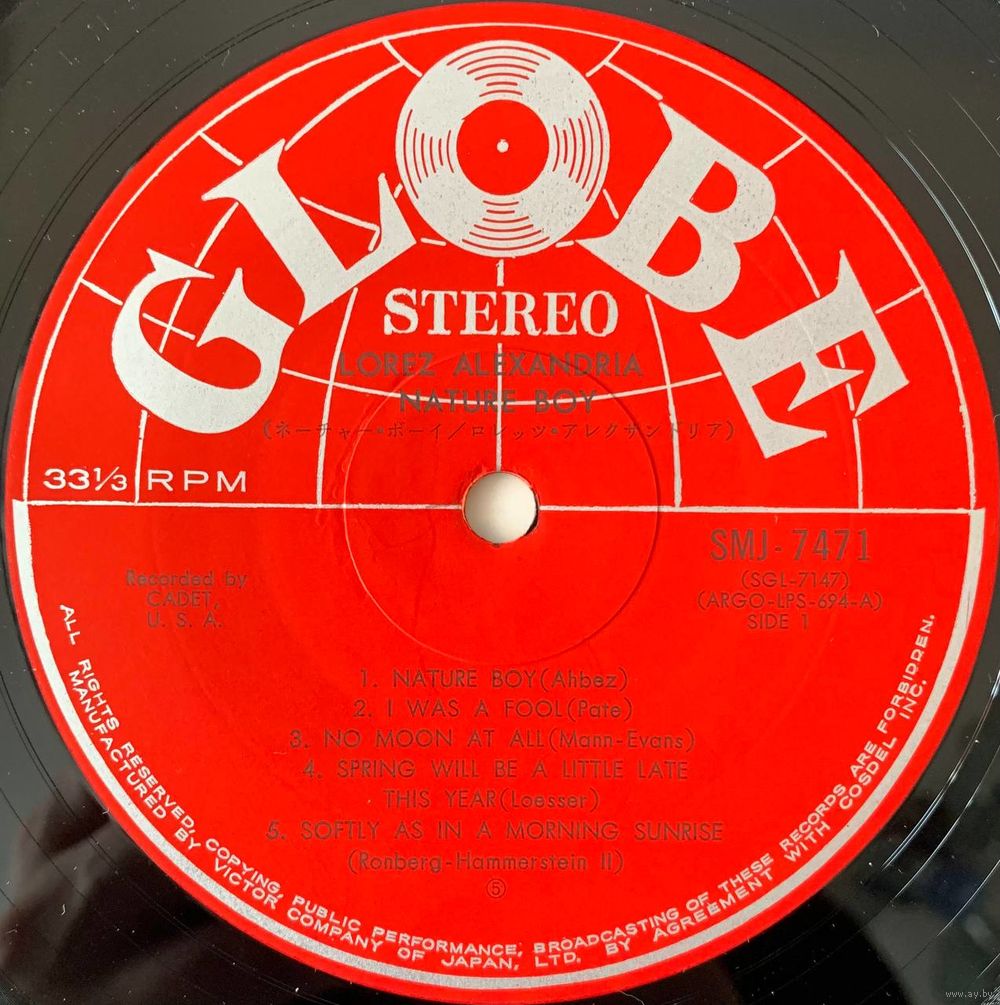 GLOBE
STEREO
LOREZ ALEXANDRIA
NATURE BOY
(ネーチャー・ボーイ/ロレッツ・アレクサンドリア)
33⅓ RPM
SMJ-7471
(SGL-7147)
(ARGO-LPS-694-A)
SIDE 1
Recorded by
CADET,
U. S. A.
1. NATURE BOY(Ahbez)
2. I WAS A FOOL(Pate)
3. NO MOON AT ALL(Mann-Evans)
4. SPRING WILL BE A LITTLE LATE
THIS YEAR(Loesser)
5. SOFTLY AS IN A MORNING SUNRISE
(Ronberg-Hammerstein II)
⑤
ALL RIGHTS RESERVED, COPYING, PUBLIC PERFORMANCE, BROADCASTING OF THESE RECORDS ARE FORBIDDEN.
MANUFACTURED BY VICTOR COMPANY OF JAPAN, LTD. BY AGREEMENT WITH COSDEL INC.
www.ay.by